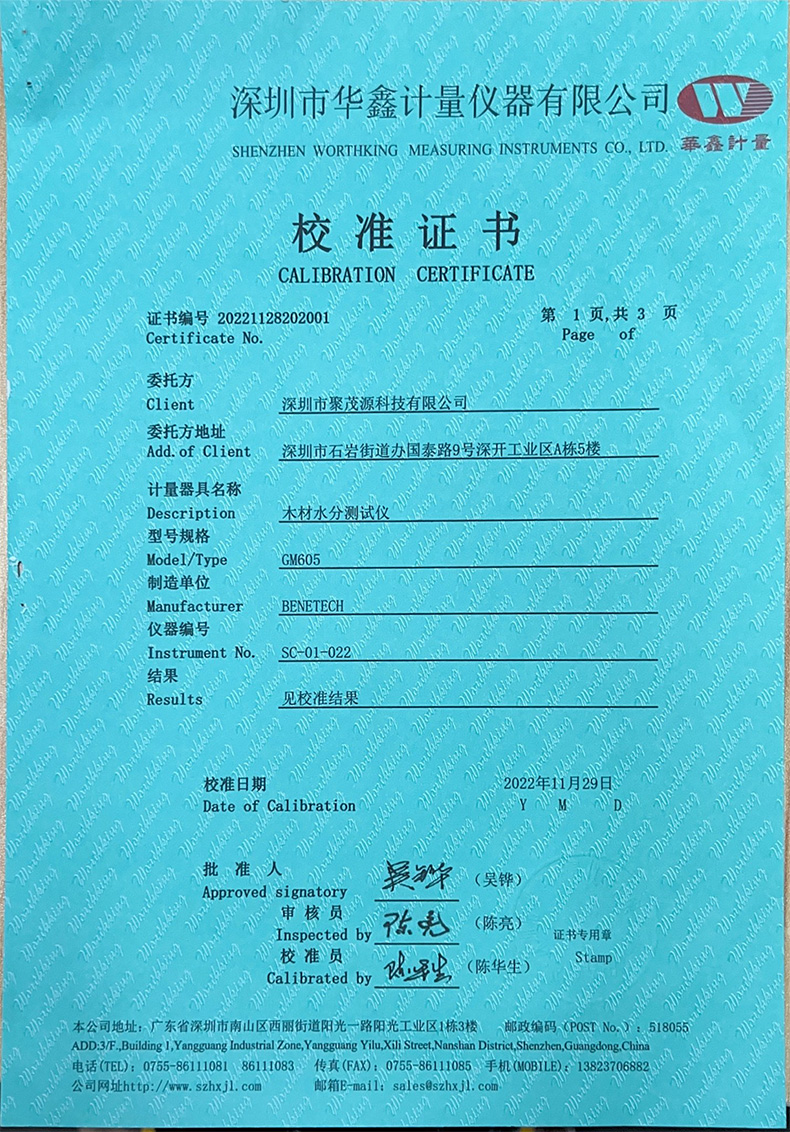 深圳市华鑫计量仪器有限公司
SHENZHEN WORTHKING MEASURING INSTRUMENTS CO., LTD.
華鑫計量
校准证书
CALIBRATION CERTIFICATE
证书编号 20221128202001
第 1 页,共 3 页
Certificate No.
Page of
委托方
Client 深圳市聚茂源科技有限公司
委托方地址
Add.of Client 深圳市石岩街道办国泰路9号深开工业区A栋5楼
计量器具名称
Description 木材水分测试仪
型号规格
Model/Type GM605
制造单位
Manufacturer BENETECH
仪器编号
Instrument No. SC-01-022
结果
Results 见校准结果
校准日期 2022年11月29日
Date of Calibration Y M D
批准人
Approved signatory 吴铧 (吴铧)
审核员
Inspected by 陈亮 (陈亮)
证书专用章
校准员
Stamp
Calibrated by 陈华生 (陈华生)
本公司地址：广东省深圳市南山区西丽街道阳光一路阳光工业区1栋3楼 邮政编码（POST No.）：518055
ADD:3/F.,Building 1,Yangguang Industrial Zone,Yangguang Yilu,Xili Street,Nanshan District,Shenzhen,Guangdong,China
电话(TEL)：0755-86111081 86111083 传真(FAX)：0755-86111085 手机(MOBILE)：13823706882
公司网址http://www.szhxjl.com 邮箱E-mail：sales@szhxjl.com